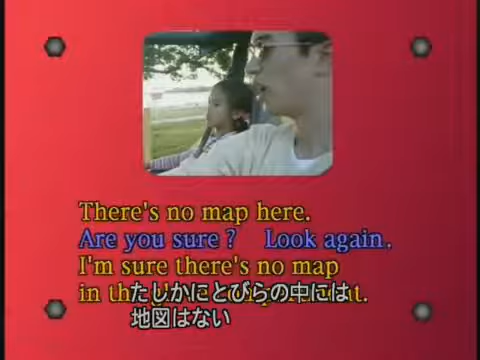 There's no map here.
Are you sure? Look again.
I'm sure there's no map
in t
たしかにとびらの中には
地図はない